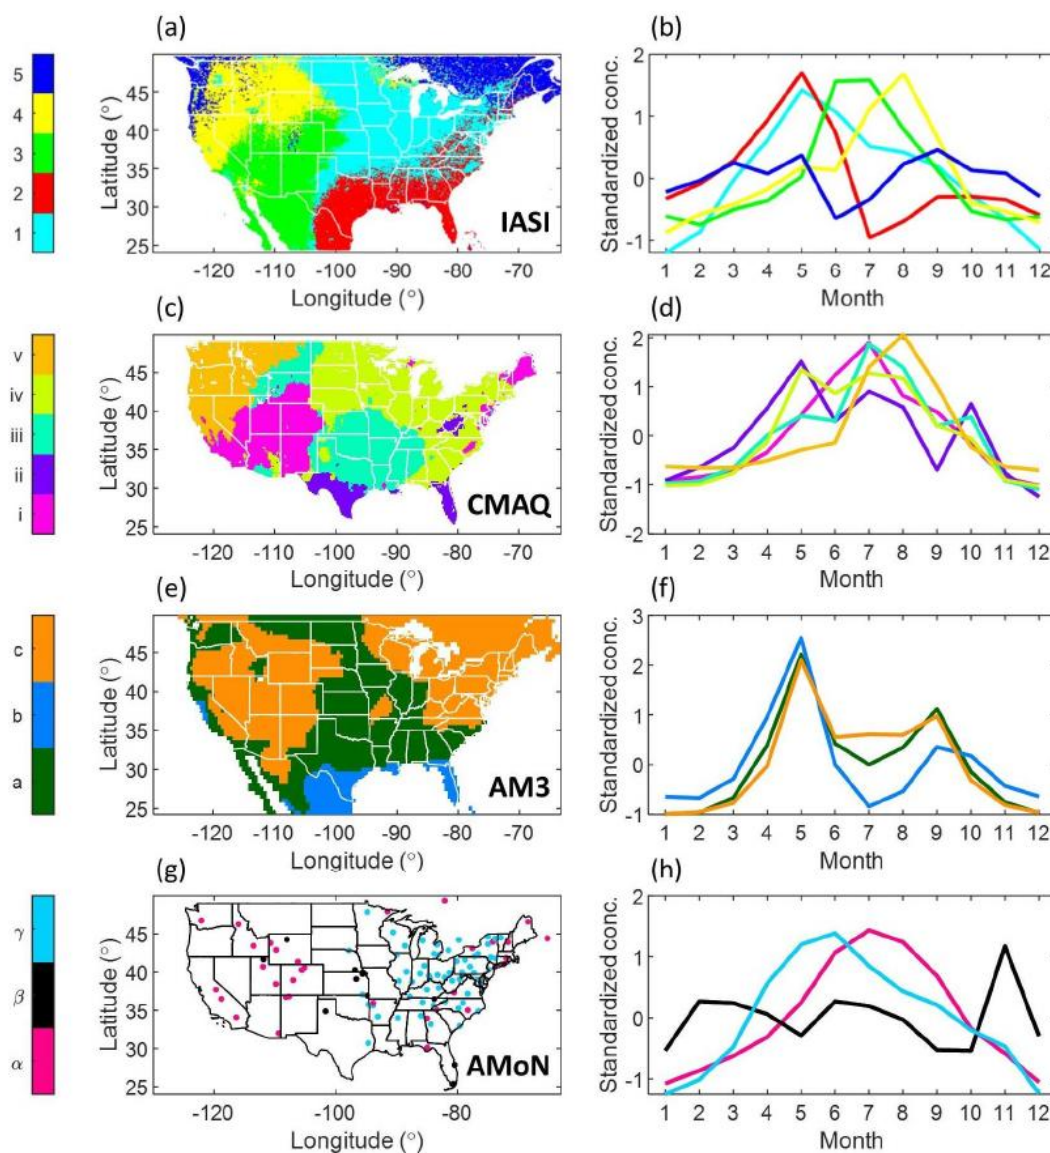 (a)
(b)
5
4
3
2
1
Latitude (°)
45
40
35
30
25
IASI
-120
-110
-100
-90
-80
-70
Longitude (°)
Standardized conc.
2
1
0
-1
1 2 3 4 5 6 7 8 9 10 11 12
Month
(c)
(d)
v
iv
iii
ii
i
Latitude (°)
45
40
35
30
25
CMAQ
-120
-110
-100
-90
-80
-70
Longitude (°)
Standardized conc.
2
1
0
-1
-2
1 2 3 4 5 6 7 8 9 10 11 12
Month
(e)
(f)
c
b
a
Latitude (°)
45
40
35
30
25
AM3
-120
-110
-100
-90
-80
-70
Longitude (°)
Standardized conc.
3
2
1
0
-1
1 2 3 4 5 6 7 8 9 10 11 12
Month
(g)
(h)
γ
β
α
Latitude (°)
45
40
35
30
25
AMoN
-120
-100
-80
Longitude (°)
Standardized conc.
2
1
0
-1
1 2 3 4 5 6 7 8 9 10 11 12
Month